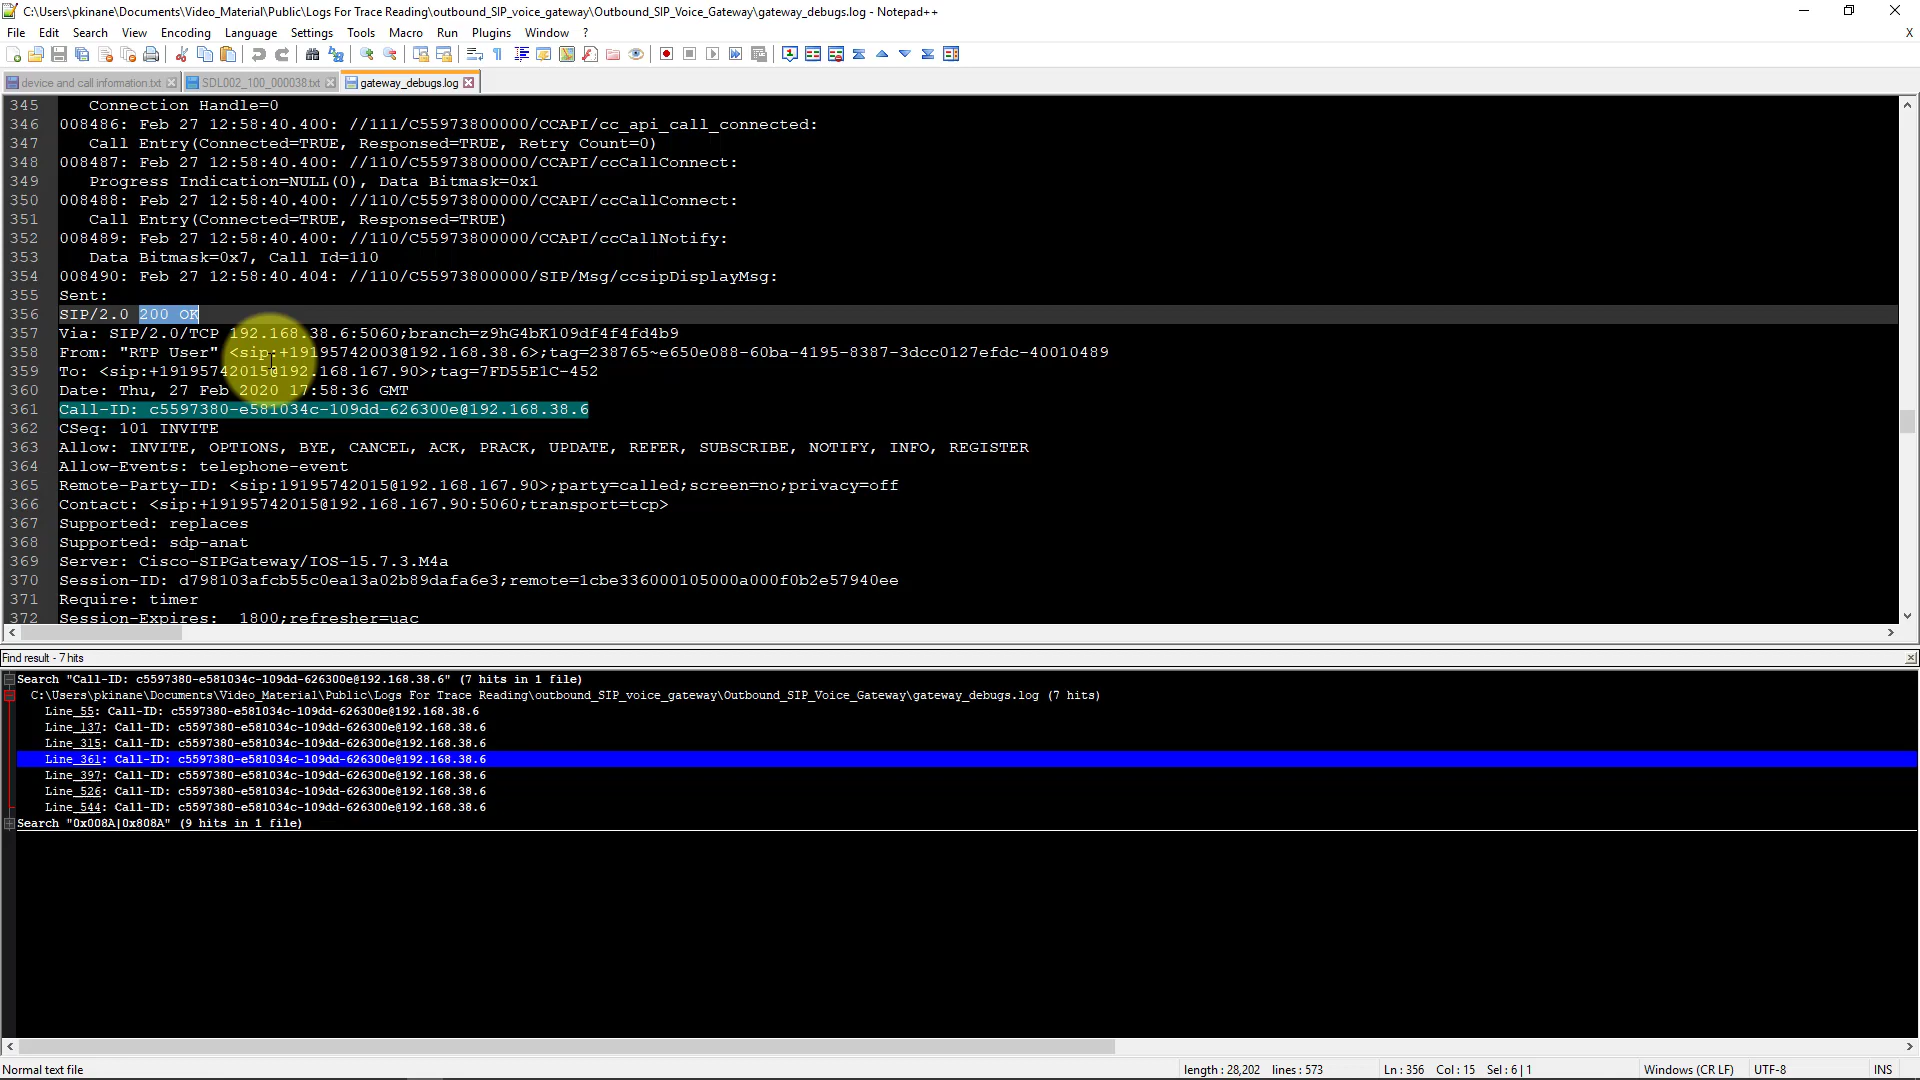 C:\Users\pkinane\Documents\Video_Material\Public\Logs For Trace Reading\outbound_SIP_voice_gateway\Outbound_SIP_Voice_Gateway\gateway_debugs.log - Notepad++
File Edit Search View Encoding Language Settings Tools Macro Run Plugins Window ? X
device and call information.txt SDL002_100_000038.txt gateway_debugs.log
345 Connection Handle=0
346 008486: Feb 27 12:58:40.400: //111/C55973800000/CCAPI/cc_api_call_connected:
347 Call Entry(Connected=TRUE, Responsed=TRUE, Retry Count=0)
348 008487: Feb 27 12:58:40.400: //110/C55973800000/CCAPI/ccCallConnect:
349 Progress Indication=NULL(0), Data Bitmask=0x1
350 008488: Feb 27 12:58:40.400: //110/C55973800000/CCAPI/ccCallConnect:
351 Call Entry(Connected=TRUE, Responsed=TRUE)
352 008489: Feb 27 12:58:40.400: //110/C55973800000/CCAPI/ccCallNotify:
353 Data Bitmask=0x7, Call Id=110
354 008490: Feb 27 12:58:40.404: //110/C55973800000/SIP/Msg/ccsipDisplayMsg:
355 Sent:
356 SIP/2.0 200 OK
357 Via: SIP/2.0/TCP 192.168.38.6:5060;branch=z9hG4bK109df4f4fd4b9
358 From: "RTP User" <sip:+19195742003@192.168.38.6>;tag=238765~e650e088-60ba-4195-8387-3dcc0127efdc-40010489
359 To: <sip:+19195742015@192.168.167.90>;tag=7FD55E1C-452
360 Date: Thu, 27 Feb 2020 17:58:36 GMT
361 Call-ID: c5597380-e581034c-109dd-626300e@192.168.38.6
362 CSeq: 101 INVITE
363 Allow: INVITE, OPTIONS, BYE, CANCEL, ACK, PRACK, UPDATE, REFER, SUBSCRIBE, NOTIFY, INFO, REGISTER
364 Allow-Events: telephone-event
365 Remote-Party-ID: <sip:19195742015@192.168.167.90>;party=called;screen=no;privacy=off
366 Contact: <sip:+19195742015@192.168.167.90:5060;transport=tcp>
367 Supported: replaces
368 Supported: sdp-anat
369 Server: Cisco-SIPGateway/IOS-15.7.3.M4a
370 Session-ID: d798103afcb55c0ea13a02b89dafa6e3;remote=1cbe336000105000a000f0b2e57940ee
371 Require: timer
372 Session-Expires:  1800;refresher=uac
Find result - 7 hits
Search "Call-ID: c5597380-e581034c-109dd-626300e@192.168.38.6" (7 hits in 1 file)
C:\Users\pkinane\Documents\Video_Material\Public\Logs For Trace Reading\outbound_SIP_voice_gateway\Outbound_SIP_Voice_Gateway\gateway_debugs.log (7 hits)
Line 55: Call-ID: c5597380-e581034c-109dd-626300e@192.168.38.6
Line 137: Call-ID: c5597380-e581034c-109dd-626300e@192.168.38.6
Line 315: Call-ID: c5597380-e581034c-109dd-626300e@192.168.38.6
Line 361: Call-ID: c5597380-e581034c-109dd-626300e@192.168.38.6
Line 397: Call-ID: c5597380-e581034c-109dd-626300e@192.168.38.6
Line 526: Call-ID: c5597380-e581034c-109dd-626300e@192.168.38.6
Line 544: Call-ID: c5597380-e581034c-109dd-626300e@192.168.38.6
Search "0x008A|0x808A" (9 hits in 1 file)
Normal text file length : 28,202 lines : 573 Ln : 356 Col : 15 Sel : 6 | 1 Windows (CR LF) UTF-8 INS